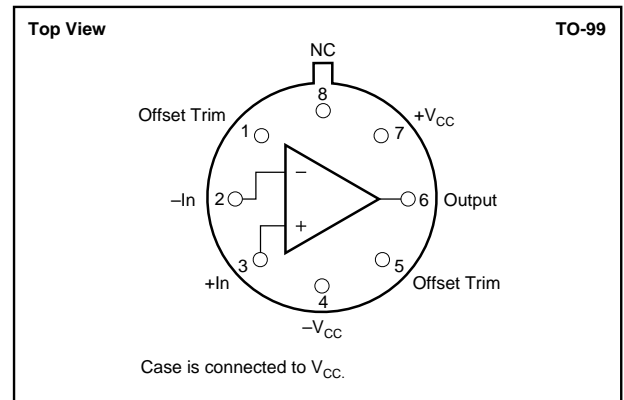 Top View
TO-99
NC
8
Offset Trim
1
+VCC
7
–In
2
–
6
Output
+
3
+In
5
Offset Trim
4
–VCC
Case is connected to VCC.